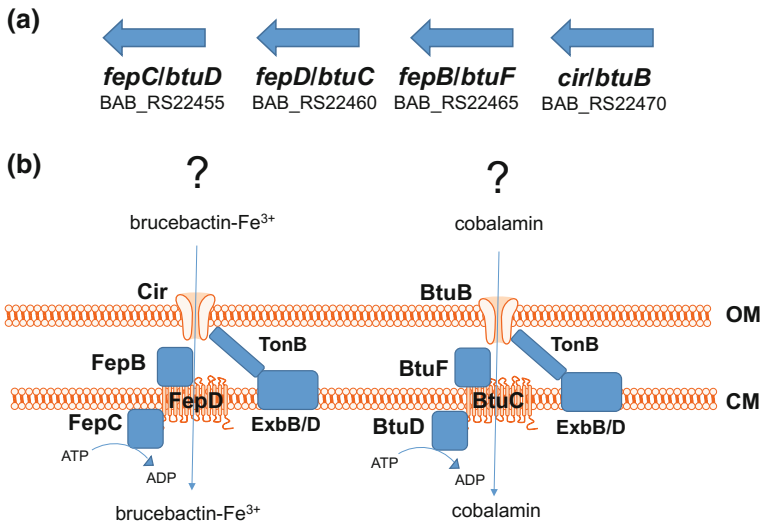 (a)
fepC/btuD fepD/btuC fepB/btuF cir/btuB
BAB_RS22455 BAB_RS22460 BAB_RS22465 BAB_RS22470
(b)
? ?
brucebactin-Fe³⁺ cobalamin
Cir BtuB
OM
TonB TonB
FepB BtuF
FepD BtuC
CM
FepC ExbB/D BtuD ExbB/D
ATP ADP ATP ADP
brucebactin-Fe³⁺ cobalamin